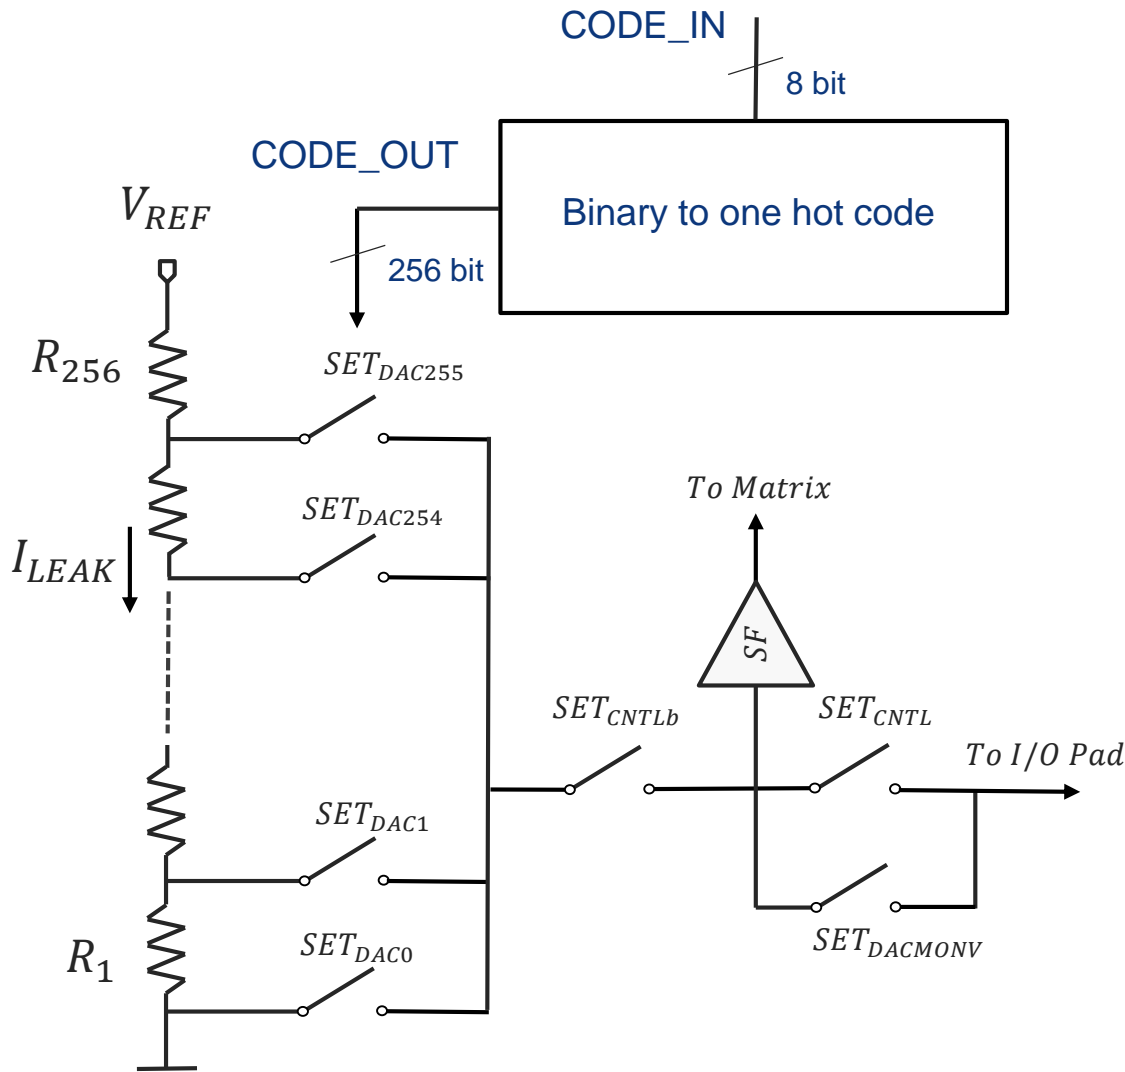 CODE_IN
8 bit
CODE_OUT
Binary to one hot code
V_REF
256 bit
R_256
SET_DAC255
SET_DAC254
I_LEAK
To Matrix
SF
SET_CNTLb
SET_CNTL
To I/O Pad
SET_DAC1
SET_DACMONV
R_1
SET_DAC0